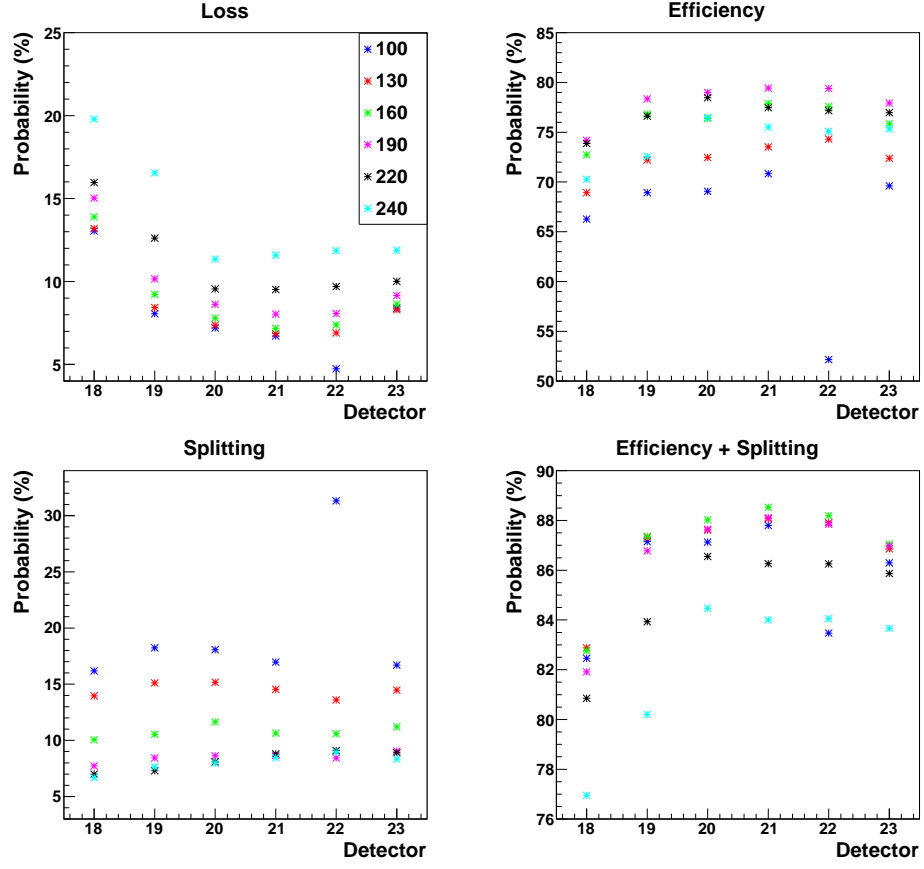 Loss
Probability (%)
25
20
15
10
5
18 19 20 21 22 23
Detector
100
130
160
190
220
240
Efficiency
Probability (%)
85
80
75
70
65
60
55
50
18 19 20 21 22 23
Detector
Splitting
Probability (%)
30
25
20
15
10
5
18 19 20 21 22 23
Detector
Efficiency + Splitting
Probability (%)
90
88
86
84
82
80
78
76
18 19 20 21 22 23
Detector